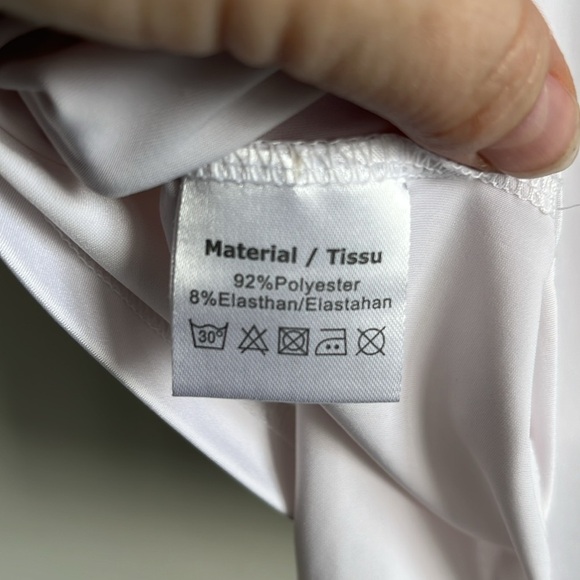 Material / Tissu
92%Polyester
8%Elasthan/Elastahan
30°